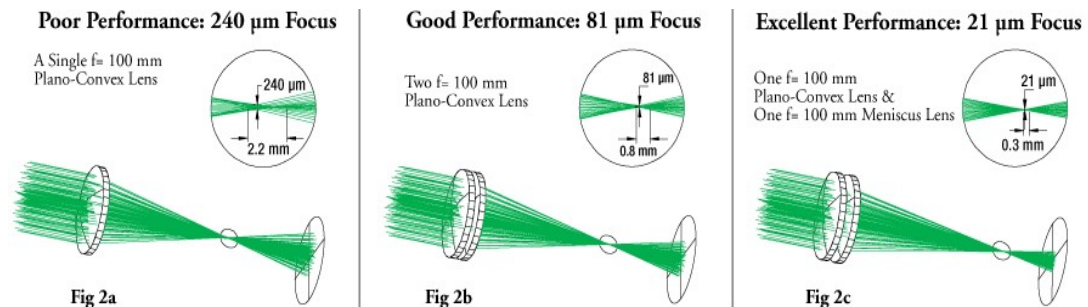 Poor Performance: 240 µm Focus
A Single f= 100 mm
Plano-Convex Lens
240 µm
2.2 mm
Fig 2a
Good Performance: 81 µm Focus
Two f= 100 mm
Plano-Convex Lens
81 µm
0.8 mm
Fig 2b
Excellent Performance: 21 µm Focus
One f= 100 mm
Plano-Convex Lens &
One f= 100 mm Meniscus Lens
21 µm
0.3 mm
Fig 2c